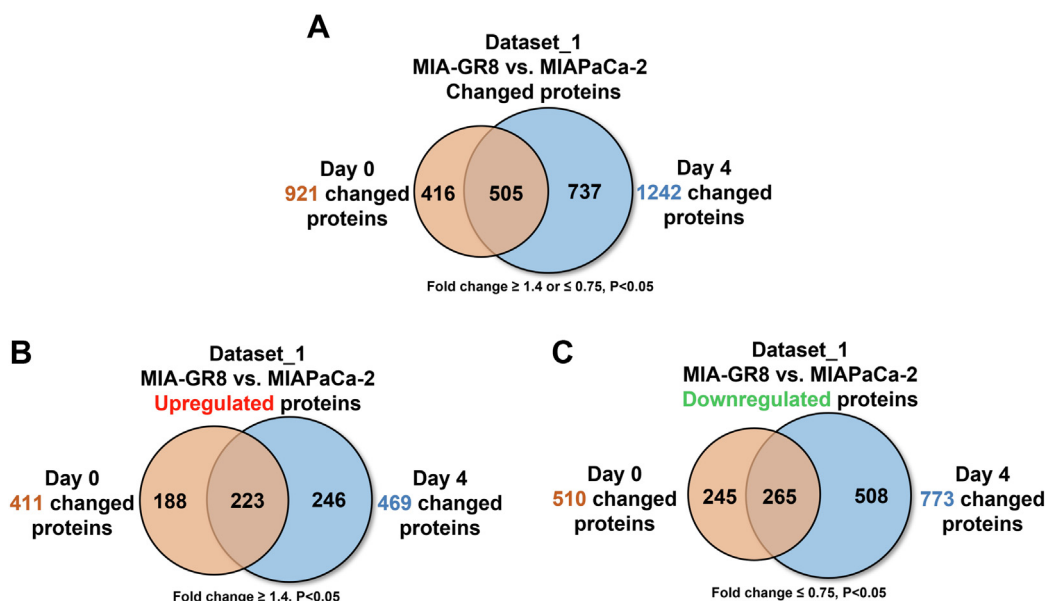 A
Dataset_1
MIA-GR8 vs. MIAPaCa-2
Changed proteins
Day 0
921 changed
proteins
416
505
737
Day 4
1242 changed
proteins
Fold change ≥ 1.4 or ≤ 0.75, P<0.05
B
Dataset_1
MIA-GR8 vs. MIAPaCa-2
Upregulated proteins
Day 0
411 changed
proteins
188
223
246
Day 4
469 changed
proteins
Fold change ≥ 1.4, P<0.05
C
Dataset_1
MIA-GR8 vs. MIAPaCa-2
Downregulated proteins
Day 0
510 changed
proteins
245
265
508
Day 4
773 changed
proteins
Fold change ≤ 0.75, P<0.05